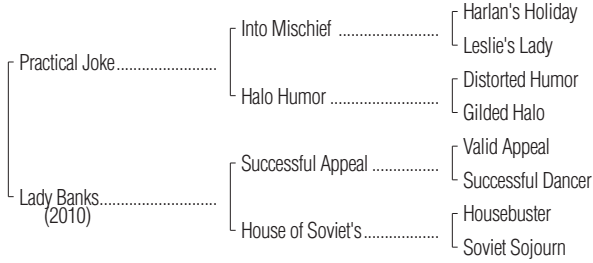 Harlan's Holiday
Into Mischief ........................
Leslie's Lady
Practical Joke........................
Distorted Humor
Halo Humor ..........................
Gilded Halo
Valid Appeal
Successful Appeal ................
Successful Dancer
Lady Banks............................
(2010)
Housebuster
House of Soviet's..................
Soviet Sojourn